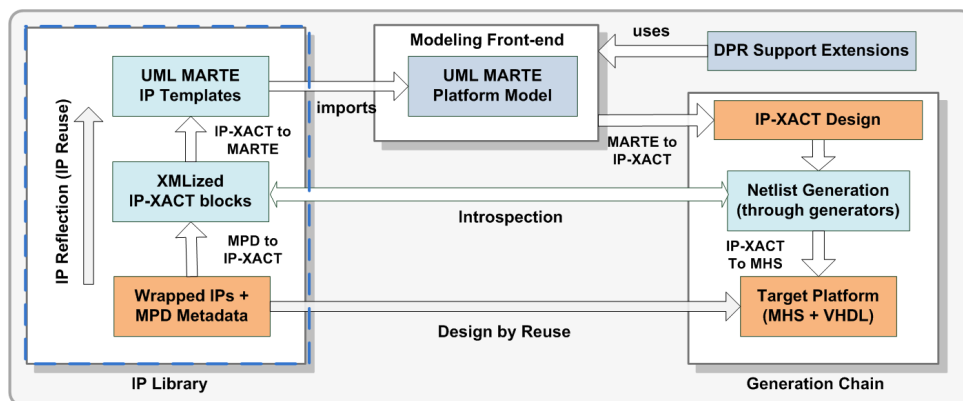 Modeling Front-end
uses
DPR Support Extensions
UML MARTE
IP Templates
UML MARTE
Platform Model
imports
IP-XACT to
MARTE
IP Reflection (IP Reuse)
MARTE to
IP-XACT
IP-XACT Design
XMLized
IP-XACT blocks
Introspection
Netlist Generation
(through generators)
MPD to
IP-XACT
IP-XACT
To MHS
Wrapped IPs +
MPD Metadata
Design by Reuse
Target Platform
(MHS + VHDL)
IP Library
Generation Chain